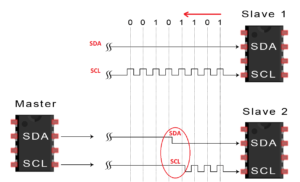 Slave 1
0 0 1 0 1 1 0 1
SDA
SDA
SCL
SCL
Master
Slave 2
SDA
SDA
SDA
SCL
SCL
SCL